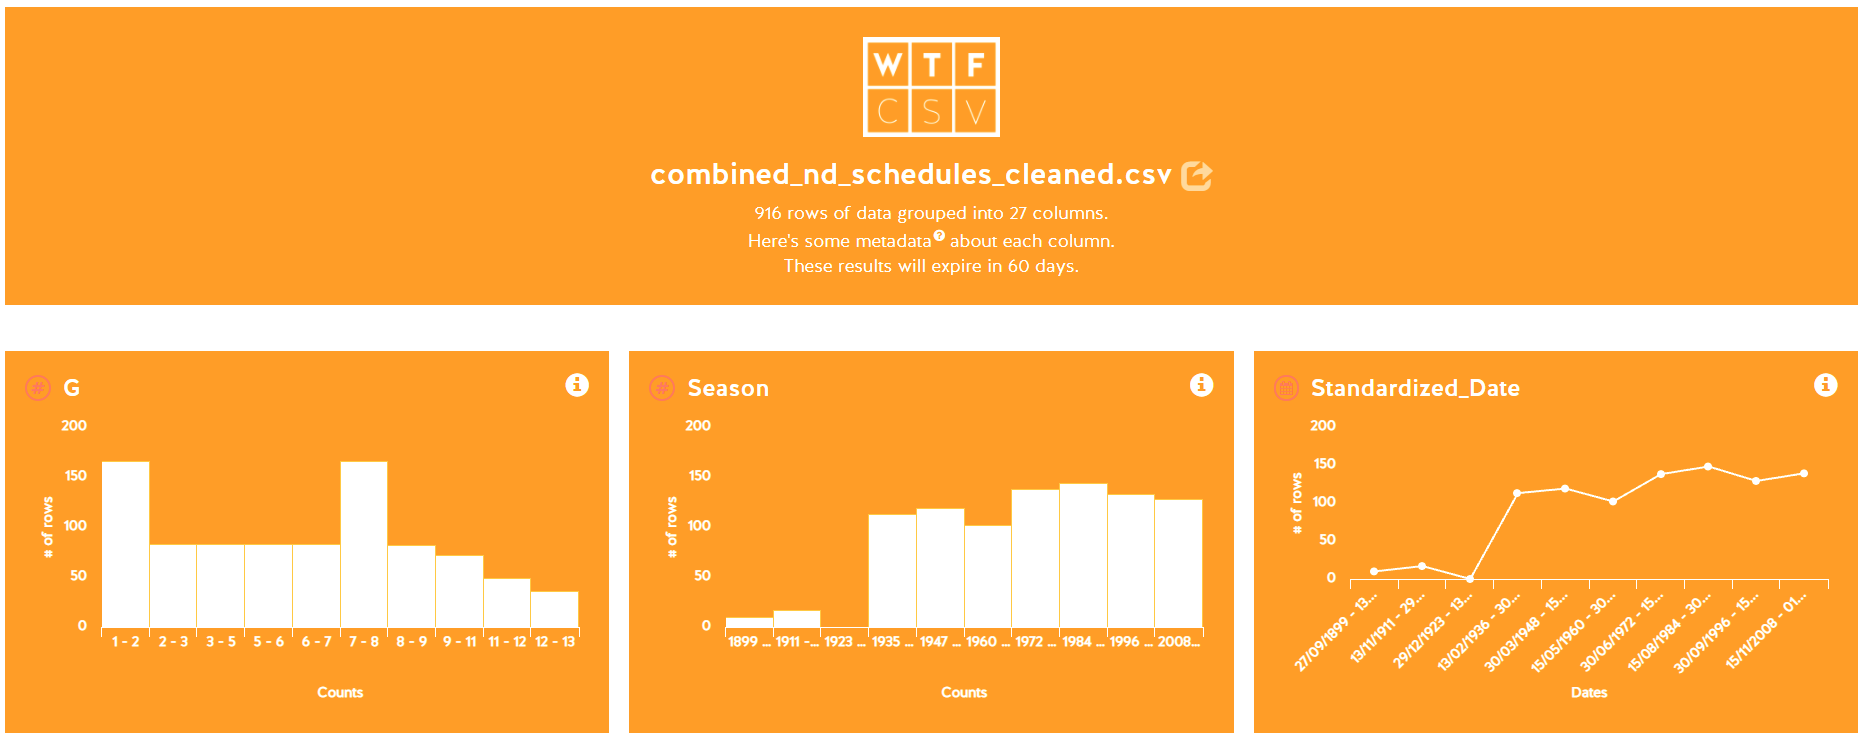 W T F
C S V
combined_nd_schedules_cleaned.csv
916 rows of data grouped into 27 columns.
Here's some metadata? about each column.
These results will expire in 60 days.
# G i
200
150
100
50
0
# of rows
1 - 2 2 - 3 3 - 5 5 - 6 6 - 7 7 - 8 8 - 9 9 - 11 11 - 12 12 - 13
Counts
# Season i
200
150
100
50
0
# of rows
1899 ... 1911 -... 1923 ... 1935 ... 1947 ... 1960 ... 1972 ... 1984 ... 1996 ... 2008...
Counts
Standardized_Date i
200
150
100
50
0
# of rows
27/09/1899 - 13...
13/11/1911 - 29...
29/12/1923 - 13...
13/02/1936 - 30...
30/03/1948 - 15...
15/05/1960 - 30...
30/06/1972 - 15...
15/08/1984 - 30...
30/09/1996 - 15...
15/11/2008 - 01...
Dates